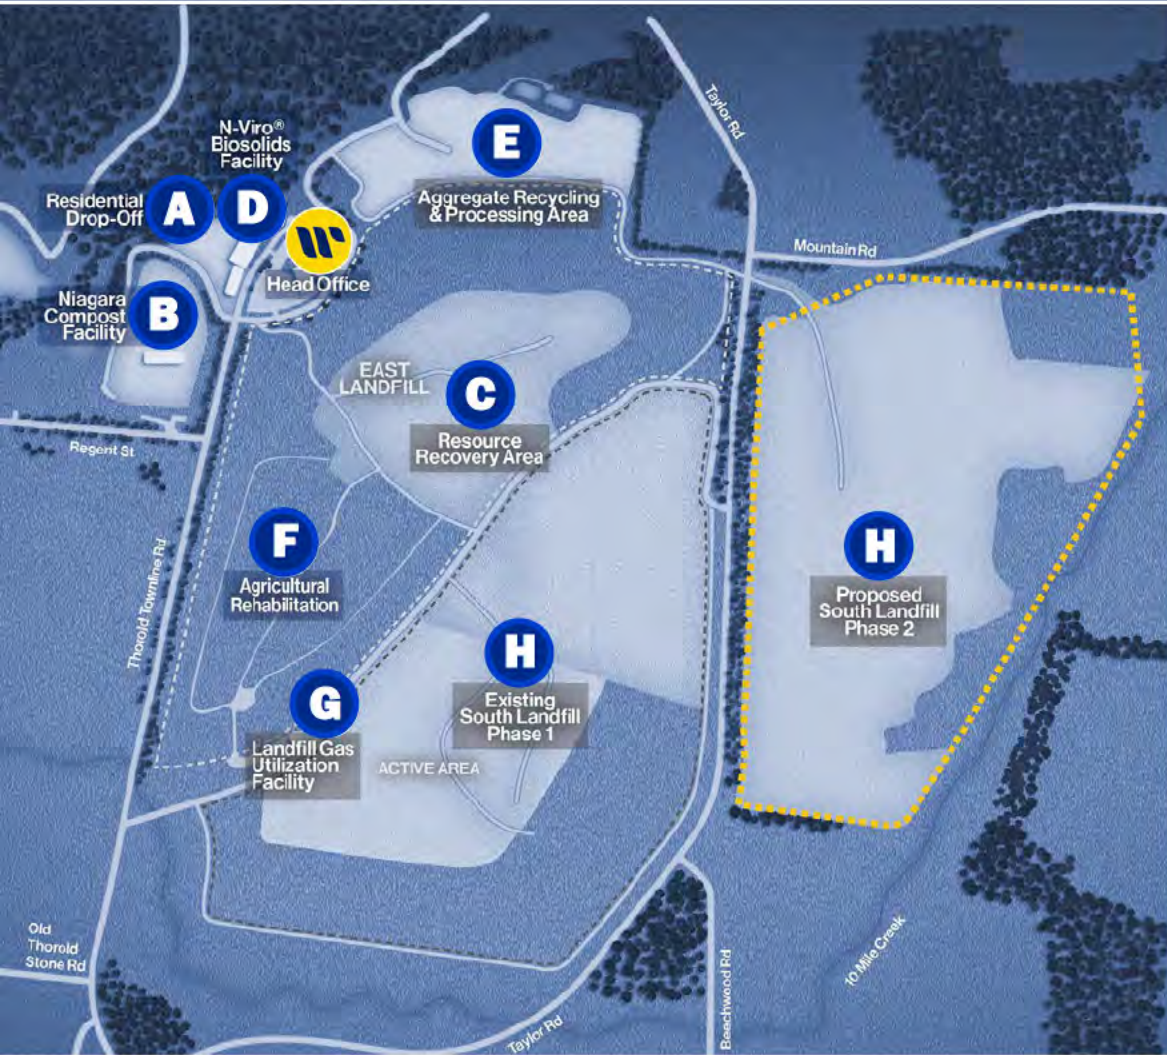 Taylor Rd
E
Aggregate Recycling
& Processing Area
N-Viro®
Biosolids
Facility
D
Residential
Drop-Off
A
W
Head Office
Mountain Rd
Niagara
Compost
Facility
B
EAST
LANDFILL
C
Resource
Recovery Area
Regent St
F
Agricultural
Rehabilitation
Thorold Townline Rd
H
Proposed
South Landfill
Phase 2
H
Existing
South Landfill
Phase 1
G
Landfill Gas
Utilization
Facility
ACTIVE AREA
Old
Thorold
Stone Rd
Taylor Rd
Beechwood Rd
10 Mile Creek